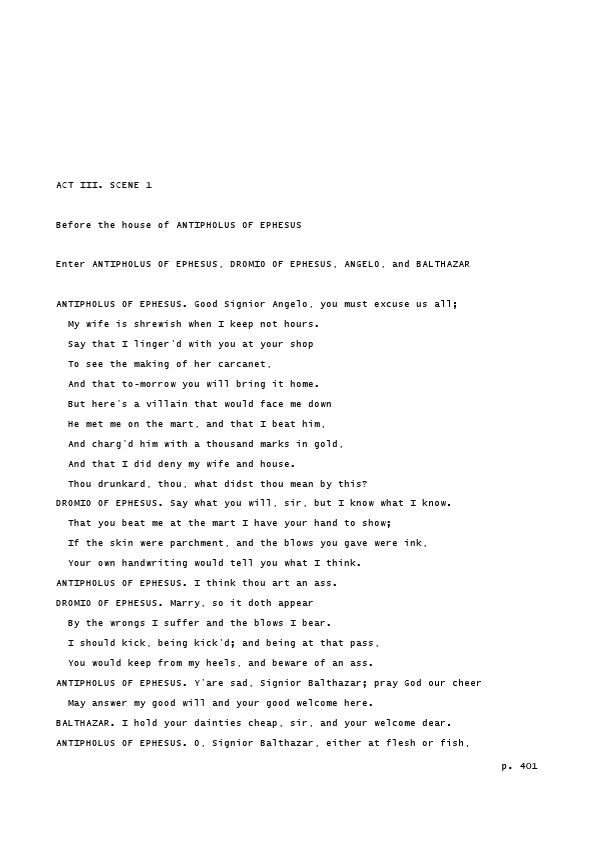 ACT III. SCENE 1
Before the house of ANTIPHOLUS OF EPHESUS
Enter ANTIPHOLUS OF EPHESUS, DROMIO OF EPHESUS, ANGELO, and BALTHAZAR
ANTIPHOLUS OF EPHESUS. Good Signior Angelo, you must excuse us all;
My wife is shrewish when I keep not hours.
Say that I linger'd with you at your shop
To see the making of her carcanet,
And that to-morrow you will bring it home.
But here's a villain that would face me down
He met me on the mart, and that I beat him,
And charg'd him with a thousand marks in gold,
And that I did deny my wife and house.
Thou drunkard, thou, what didst thou mean by this?
DROMIO OF EPHESUS. Say what you will, sir, but I know what I know.
That you beat me at the mart I have your hand to show;
If the skin were parchment, and the blows you gave were ink,
Your own handwriting would tell you what I think.
ANTIPHOLUS OF EPHESUS. I think thou art an ass.
DROMIO OF EPHESUS. Marry, so it doth appear
By the wrongs I suffer and the blows I bear.
I should kick, being kick'd; and being at that pass,
You would keep from my heels, and beware of an ass.
ANTIPHOLUS OF EPHESUS. Y'are sad, Signior Balthazar; pray God our cheer
May answer my good will and your good welcome here.
BALTHAZAR. I hold your dainties cheap, sir, and your welcome dear.
ANTIPHOLUS OF EPHESUS. O, Signior Balthazar, either at flesh or fish,
p. 401